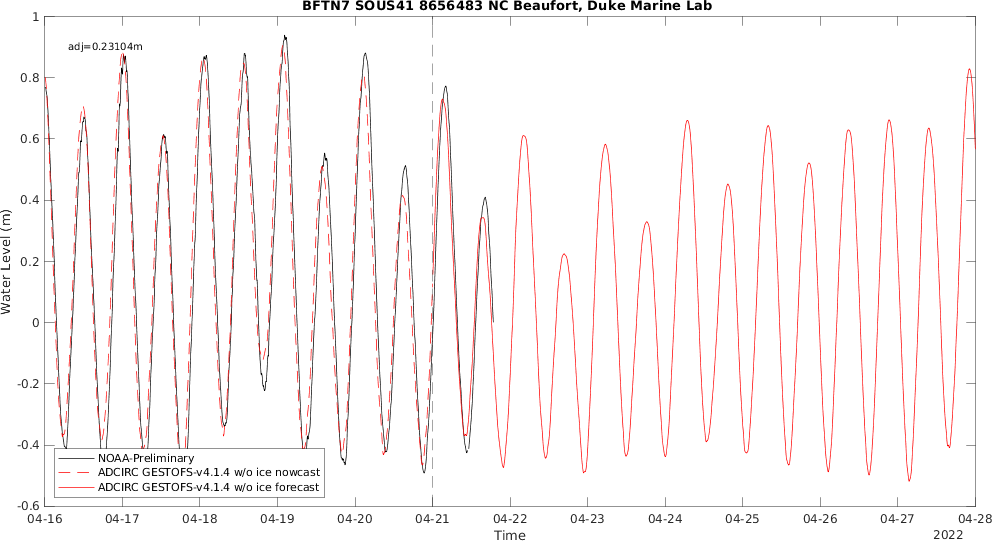 BFTN7 SOUS41 8656483 NC Beaufort, Duke Marine Lab
adj=0.23104m
1
0.8
0.6
0.4
0.2
0
-0.2
-0.4
-0.6
Water Level (m)
NOAA-Preliminary
ADCIRC GESTOFS-v4.1.4 w/o ice nowcast
ADCIRC GESTOFS-v4.1.4 w/o ice forecast
04-16 04-17 04-18 04-19 04-20 04-21 04-22 04-23 04-24 04-25 04-26 04-27 04-28
Time
2022